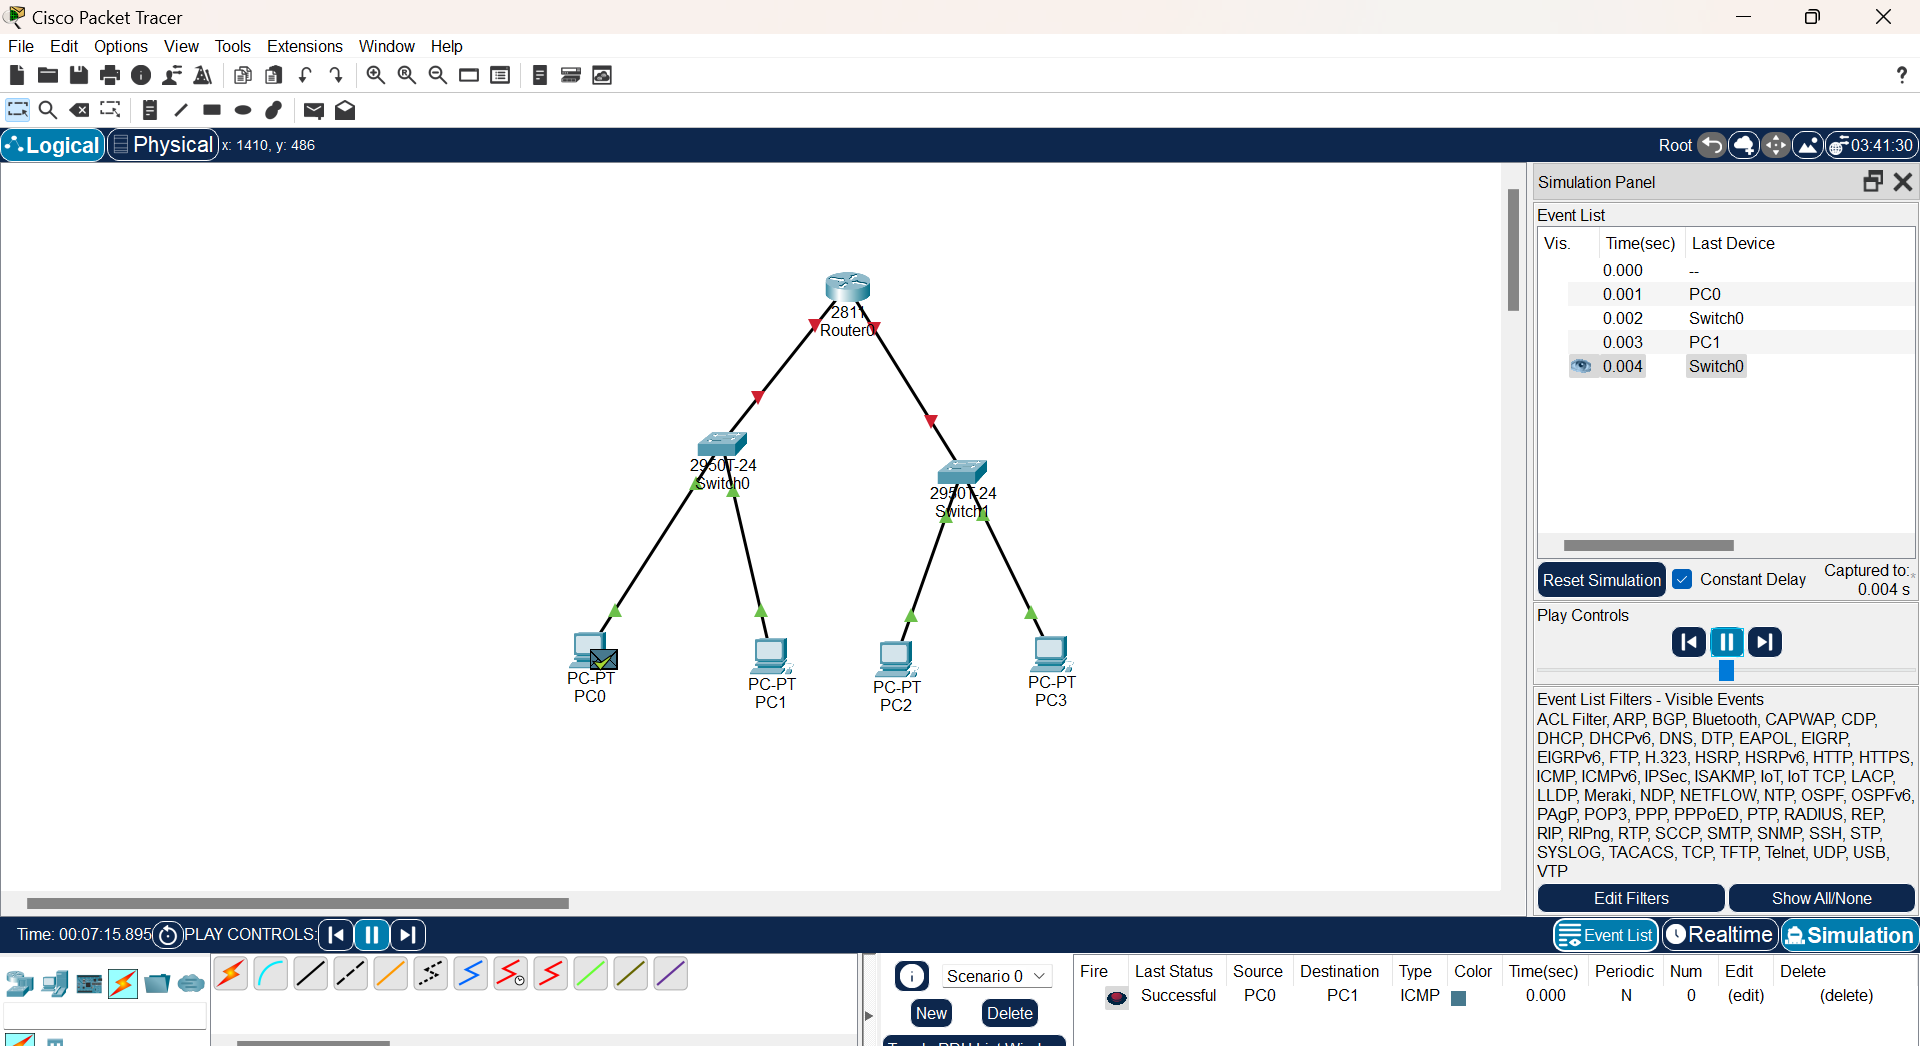 Cisco Packet Tracer
File Edit Options View Tools Extensions Window Help
Logical Physical x: 1410, y: 486 Root 03:41:30
2811
Router0
2950T-24
Switch0
2950T-24
Switch1
PC-PT
PC0
PC-PT
PC1
PC-PT
PC2
PC-PT
PC3
Simulation Panel
Event List
Vis. Time(sec) Last Device
0.000 --
0.001 PC0
0.002 Switch0
0.003 PC1
0.004 Switch0
Reset Simulation Constant Delay Captured to:
0.004 s
Play Controls
Event List Filters - Visible Events
ACL Filter, ARP, BGP, Bluetooth, CAPWAP, CDP,
DHCP, DHCPv6, DNS, DTP, EAPOL, EIGRP,
EIGRPv6, FTP, H.323, HSRP, HSRPv6, HTTP, HTTPS,
ICMP, ICMPv6, IPSec, ISAKMP, IoT, IoT TCP, LACP,
LLDP, Meraki, NDP, NETFLOW, NTP, OSPF, OSPFv6,
PAgP, POP3, PPP, PPPoED, PTP, RADIUS, REP,
RIP, RIPng, RTP, SCCP, SMTP, SNMP, SSH, STP,
SYSLOG, TACACS, TCP, TFTP, Telnet, UDP, USB,
VTP
Edit Filters Show All/None
Time: 00:07:15.895 PLAY CONTROLS: Event List Realtime Simulation
Scenario 0
New Delete
Fire Last Status Source Destination Type Color Time(sec) Periodic Num Edit Delete
Successful PC0 PC1 ICMP 0.000 N 0 (edit) (delete)